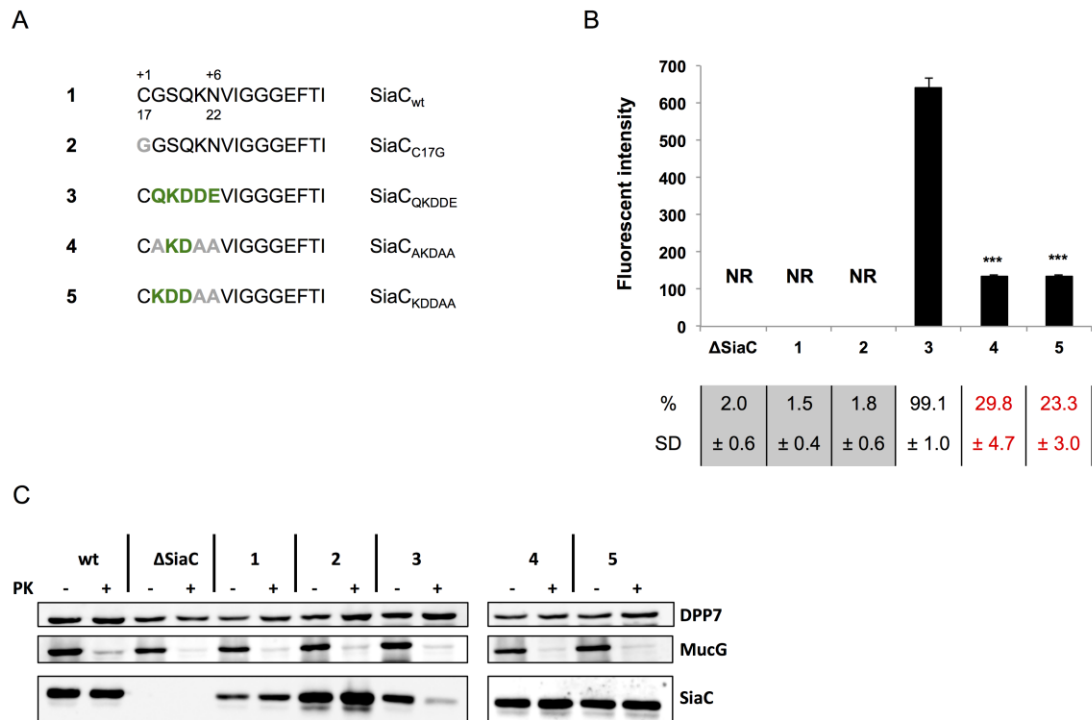 A
+1 +6
1 CGSQKNVIGGGEFTI SiaCwt
17 22
2 GGSQKNVIGGGEFTI SiaCC17G
3 CQKDDEVIGGGEFTI SiaCQKDDE
4 CAKDAAVIGGGEFTI SiaCAKDAA
5 CKDDAAVIGGGEFTI SiaCKDDAA
B
Fluorescent intensity
700
600
500
400
300
200
100
0
NR NR NR *** ***
ΔSiaC 1 2 3 4 5
% 2.0 1.5 1.8 99.1 29.8 23.3
SD ± 0.6 ± 0.4 ± 0.6 ± 1.0 ± 4.7 ± 3.0
C
wt ΔSiaC 1 2 3 4 5
PK - + - + - + - + - + - + - +
DPP7
MucG
SiaC